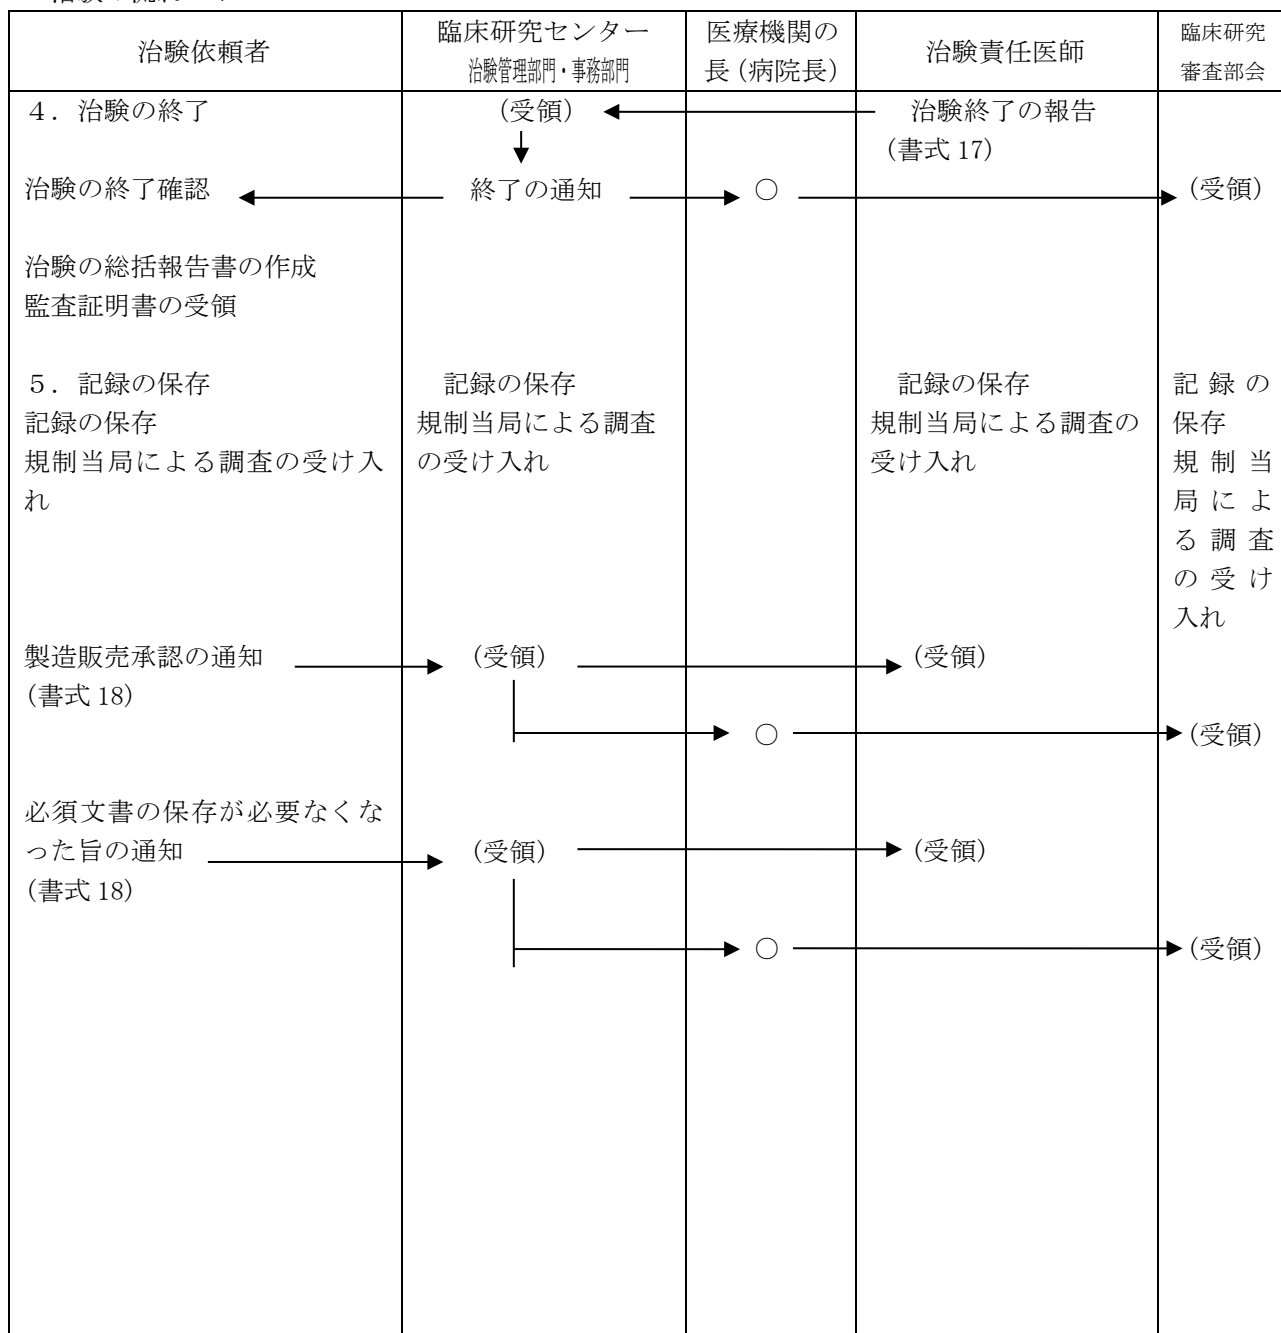 治験依頼者
臨床研究センター
治験管理部門・事務部門
医療機関の
長(病院長)
治験責任医師
臨床研究
審査部会
４．治験の終了
(受領)
治験終了の報告
(書式 17)
治験の終了確認
終了の通知
○
(受領)
治験の総括報告書の作成
監査証明書の受領
５．記録の保存
記録の保存
規制当局による調査の受け入
れ
記録の保存
規制当局による調査
の受け入れ
記録の保存
規制当局による調査の
受け入れ
記録の
保存
規制当
局によ
る調査
の受け
入れ
製造販売承認の通知
(書式 18)
(受領)
(受領)
○
(受領)
必須文書の保存が必要なくな
った旨の通知
(書式 18)
(受領)
(受領)
○
(受領)